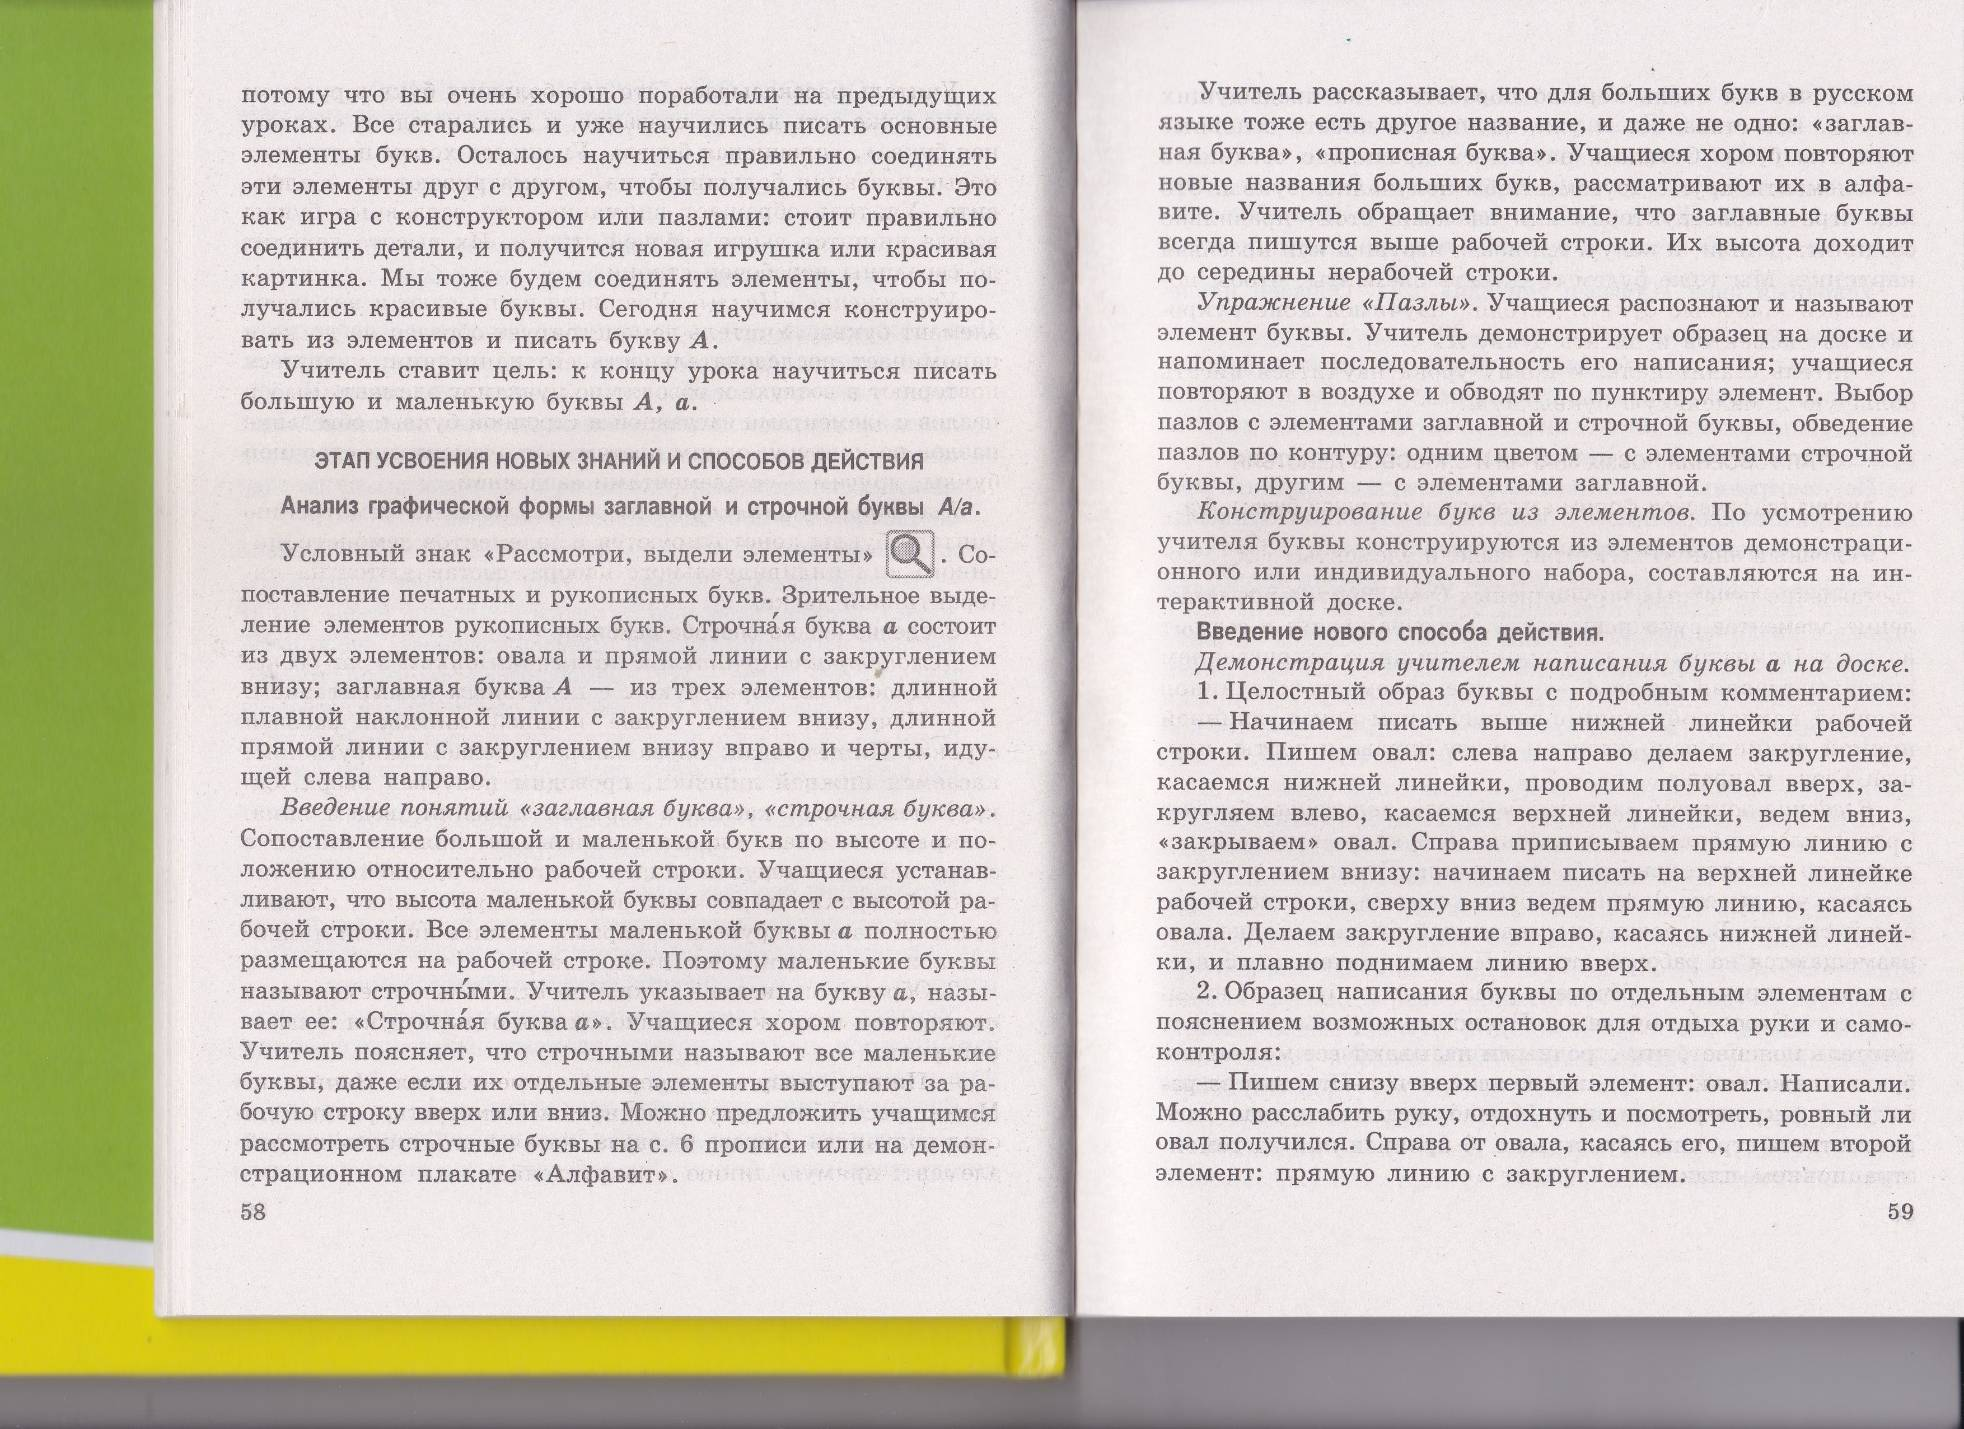 потому что вы очень хорошо поработали на предыдущих
уроках. Все старались и уже научились писать основные
элементы букв. Осталось научиться правильно соединять
эти элементы друг с другом, чтобы получались буквы. Это
как игра с конструктором или пазлами: стоит правильно
соединить детали, и получится новая игрушка или красивая
картинка. Мы тоже будем соединять элементы, чтобы по-
лучались красивые буквы. Сегодня научимся конструиро-
вать из элементов и писать букву А.
Учитель ставит цель: к концу урока научиться писать
большую и маленькую буквы А, а.
ЭТАП УСВОЕНИЯ НОВЫХ ЗНАНИЙ И СПОСОБОВ ДЕЙСТВИЯ
Анализ графической формы заглавной и строчной буквы А/а.
Условный знак «Рассмотри, выдели элементы» . Со-
поставление печатных и рукописных букв. Зрительное выде-
ление элементов рукописных букв. Строчна́я буква а состоит
из двух элементов: овала и прямой линии с закруглением
внизу; заглавная буква А — из трех элементов: длинной
плавной наклонной линии с закруглением внизу, длинной
прямой линии с закруглением внизу вправо и черты, иду-
щей слева направо.
Введение понятий «заглавная буква», «строчная буква».
Сопоставление большой и маленькой букв по высоте и по-
ложению относительно рабочей строки. Учащиеся устанав-
ливают, что высота маленькой буквы совпадает с высотой ра-
бочей строки. Все элементы маленькой буквы а полностью
размещаются на рабочей строке. Поэтому маленькие буквы
называют строчны́ми. Учитель указывает на букву а, назы-
вает ее: «Строчна́я буква а». Учащиеся хором повторяют.
Учитель поясняет, что строчными называют все маленькие
буквы, даже если их отдельные элементы выступают за ра-
бочую строку вверх или вниз. Можно предложить учащимся
рассмотреть строчные буквы на с. 6 прописи или на демон-
страционном плакате «Алфавит».
58
Учитель рассказывает, что для больших букв в русском
языке тоже есть другое название, и даже не одно: «заглав-
ная буква», «прописная буква». Учащиеся хором повторяют
новые названия больших букв, рассматривают их в алфа-
вите. Учитель обращает внимание, что заглавные буквы
всегда пишутся выше рабочей строки. Их высота доходит
до середины нерабочей строки.
Упражнение «Пазлы». Учащиеся распознают и называют
элемент буквы. Учитель демонстрирует образец на доске и
напоминает последовательность его написания; учащиеся
повторяют в воздухе и обводят по пунктиру элемент. Выбор
пазлов с элементами заглавной и строчной буквы, обведение
пазлов по контуру: одним цветом — с элементами строчной
буквы, другим — с элементами заглавной.
Конструирование букв из элементов. По усмотрению
учителя буквы конструируются из элементов демонстраци-
онного или индивидуального набора, составляются на ин-
терактивной доске.
Введение нового способа действия.
Демонстрация учителем написания буквы а на доске.
1. Целостный образ буквы с подробным комментарием:
— Начинаем писать выше нижней линейки рабочей
строки. Пишем овал: слева направо делаем закругление,
касаемся нижней линейки, проводим полуовал вверх, за-
кругляем влево, касаемся верхней линейки, ведем вниз,
«закрываем» овал. Справа приписываем прямую линию с
закруглением внизу: начинаем писать на верхней линейке
рабочей строки, сверху вниз ведем прямую линию, касаясь
овала. Делаем закругление вправо, касаясь нижней линей-
ки, и плавно поднимаем линию вверх.
2. Образец написания буквы по отдельным элементам с
пояснением возможных остановок для отдыха руки и само-
контроля:
— Пишем снизу вверх первый элемент: овал. Написали.
Можно расслабить руку, отдохнуть и посмотреть, ровный ли
овал получился. Справа от овала, касаясь его, пишем второй
элемент: прямую линию с закруглением.
59